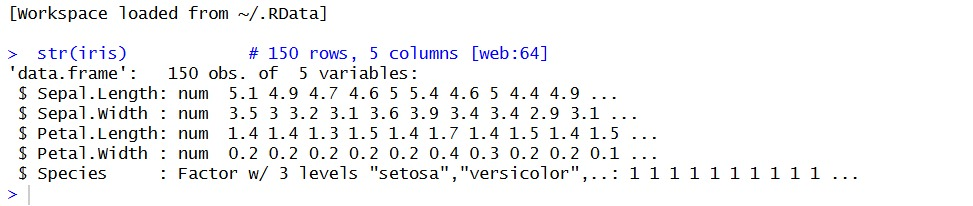 [Workspace loaded from ~/.RData]
>  str(iris)            # 150 rows, 5 columns [web:64]
'data.frame':   150 obs. of  5 variables:
 $ Sepal.Length: num  5.1 4.9 4.7 4.6 5 5.4 4.6 5 4.4 4.9 ...
 $ Sepal.Width : num  3.5 3 3.2 3.1 3.6 3.9 3.4 3.4 2.9 3.1 ...
 $ Petal.Length: num  1.4 1.4 1.3 1.5 1.4 1.7 1.4 1.5 1.4 1.5 ...
 $ Petal.Width : num  0.2 0.2 0.2 0.2 0.2 0.4 0.3 0.2 0.2 0.1 ...
 $ Species     : Factor w/ 3 levels "setosa","versicolor",..: 1 1 1 1 1 1 1 1 1 1 ...
>